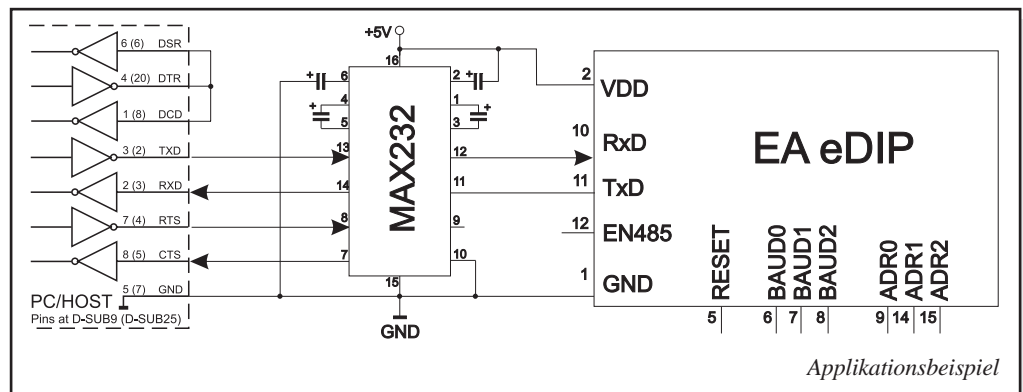 +5V
6 (6) DSR
4 (20) DTR
1 (8) DCD
3 (2) TXD
2 (3) RXD
7 (4) RTS
8 (5) CTS
5 (7) GND
PC/HOST
Pins at D-SUB9 (D-SUB25)
16
6 + 2 +
+ 4 1 +
5 3
13 12
14 11
8 9
7 10
15
MAX232
GND
EA eDIP
2 VDD
10 RxD
11 TxD
12 EN485
1 GND
RESET BAUD0 BAUD1 BAUD2 ADR0 ADR1 ADR2
5 6 7 8 9 14 15
Applikationsbeispiel